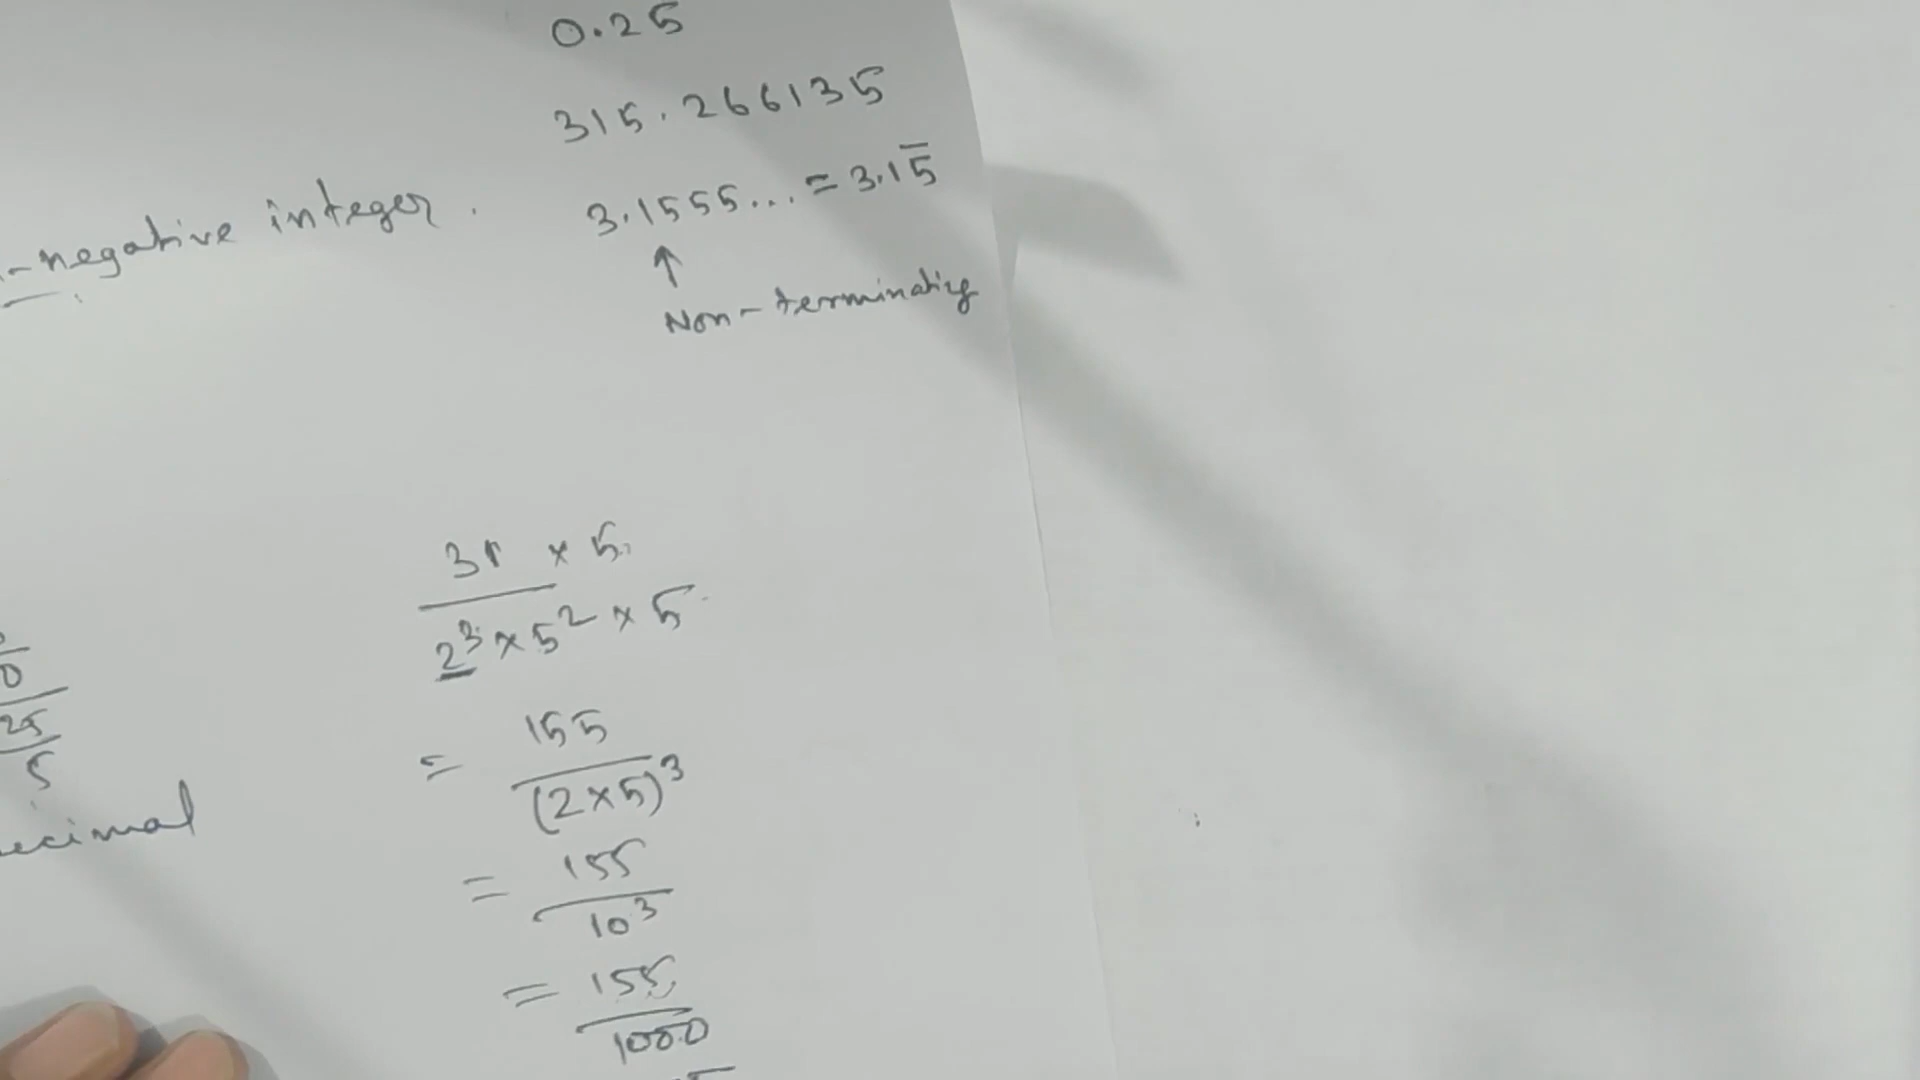 0.25
315.266135
-negative integer.
3.1555... = 3.15̅
↑
Non-terminating
31 × 5
2³ × 5² × 5
0
25
5
= 155
(2×5)³
ecimal
= 155
10³
= 155
1000